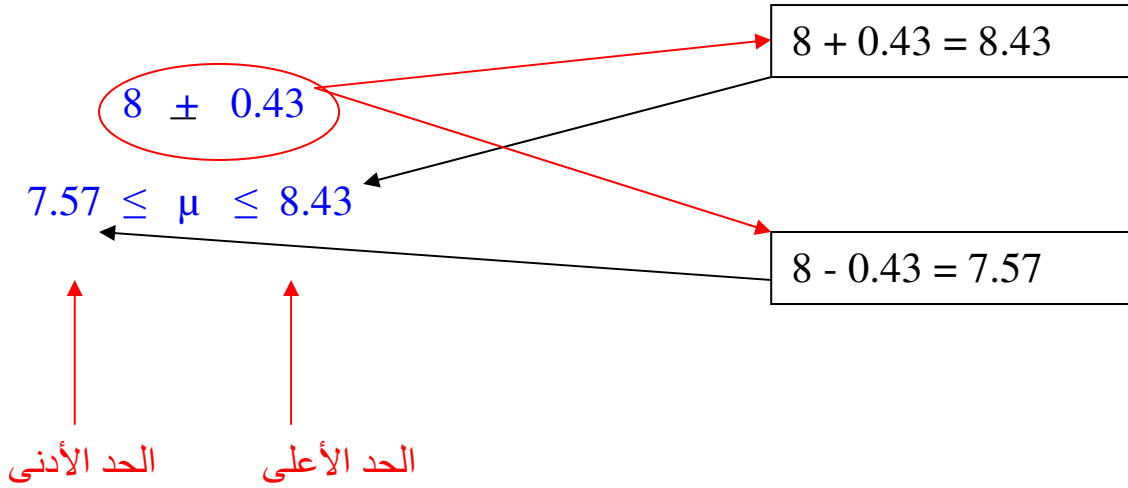 8 + 0.43 = 8.43
8 ± 0.43
7.57 ≤ μ ≤ 8.43
8 - 0.43 = 7.57
الحد الأدنى
الحد الأعلى